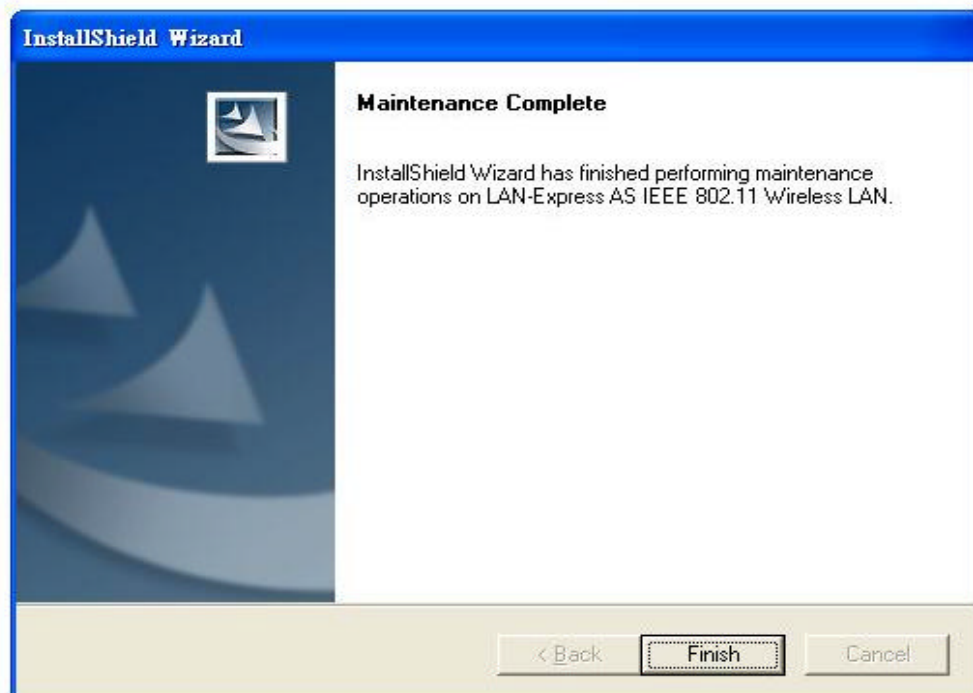 InstallShield Wizard
Maintenance Complete
InstallShield Wizard has finished performing maintenance
operations on LAN-Express AS IEEE 802.11 Wireless LAN.
< Back Finish Cancel